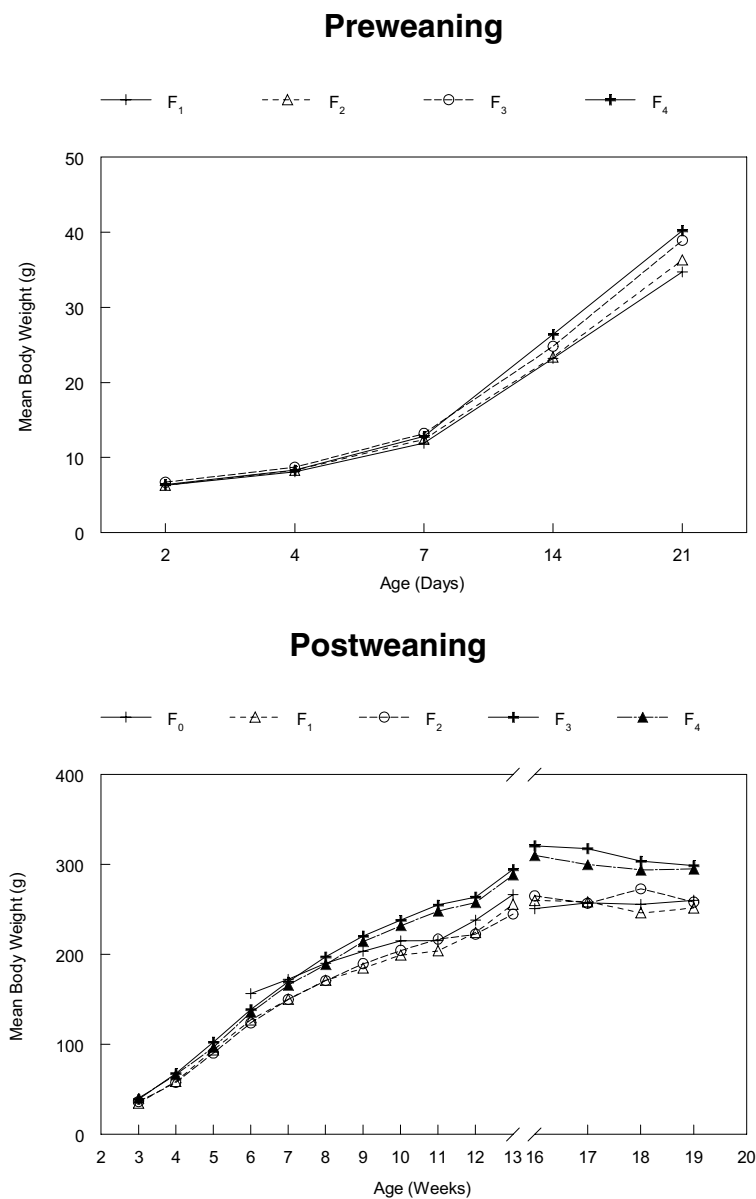 Preweaning
F₁ F₂ F₃ F₄
50
40
30
20
10
0
Mean Body Weight (g)
2 4 7 14 21
Age (Days)
Postweaning
F₀ F₁ F₂ F₃ F₄
400
300
200
100
0
Mean Body Weight (g)
2 3 4 5 6 7 8 9 10 11 12 13 16 17 18 19 20
Age (Weeks)